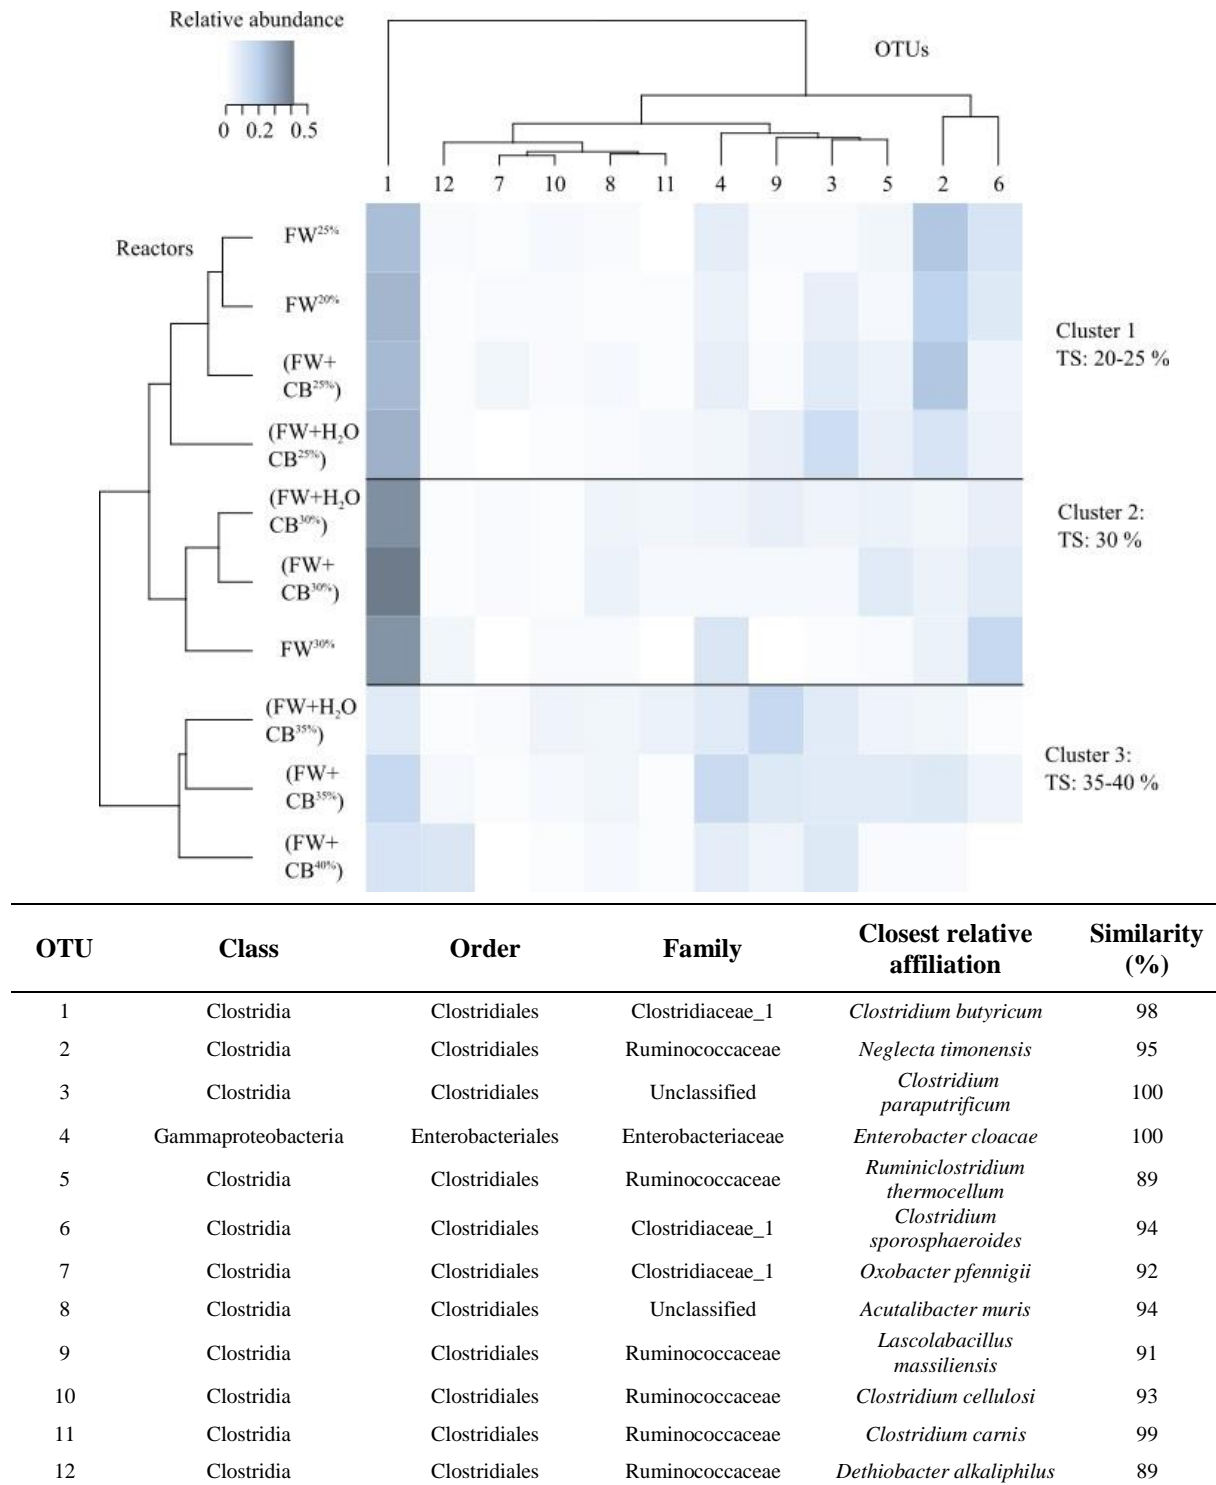 Relative abundance
OTUs
0 0.2 0.5
1 12 7 10 8 11 4 9 3 5 2 6
Reactors
FW25%
FW20%
(FW+
CB25%)
(FW+H2O
CB25%)
Cluster 1
TS: 20-25 %
(FW+H2O
CB30%)
(FW+
CB30%)
FW30%
Cluster 2:
TS: 30 %
(FW+H2O
CB35%)
(FW+
CB35%)
(FW+
CB40%)
Cluster 3:
TS: 35-40 %
OTU Class Order Family Closest relative affiliation Similarity (%)
1 Clostridia Clostridiales Clostridiaceae_1 Clostridium butyricum 98
2 Clostridia Clostridiales Ruminococcaceae Neglecta timonensis 95
3 Clostridia Clostridiales Unclassified Clostridium paraputrificum 100
4 Gammaproteobacteria Enterobacteriales Enterobacteriaceae Enterobacter cloacae 100
5 Clostridia Clostridiales Ruminococcaceae Ruminiclostridium thermocellum 89
6 Clostridia Clostridiales Clostridiaceae_1 Clostridium sporosphaeroides 94
7 Clostridia Clostridiales Clostridiaceae_1 Oxobacter pfennigii 92
8 Clostridia Clostridiales Unclassified Acutalibacter muris 94
9 Clostridia Clostridiales Ruminococcaceae Lascolabacillus massiliensis 91
10 Clostridia Clostridiales Ruminococcaceae Clostridium cellulosi 93
11 Clostridia Clostridiales Ruminococcaceae Clostridium carnis 99
12 Clostridia Clostridiales Ruminococcaceae Dethiobacter alkaliphilus 89